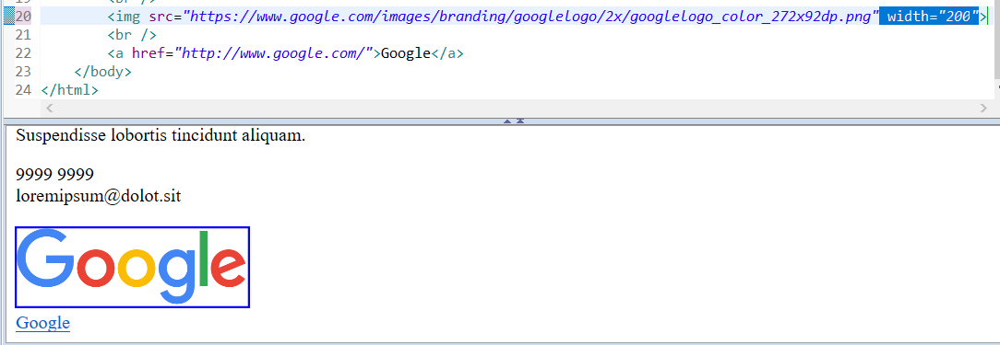 19 <br />
20 <img src="https://www.google.com/images/branding/googlelogo/2x/googlelogo_color_272x92dp.png" width="200">
21 <br />
22 <a href="http://www.google.com/">Google</a>
23 </body>
24 </html>
Suspendisse lobortis tincidunt aliquam.
9999 9999
loremipsum@dolot.sit
Google
Google